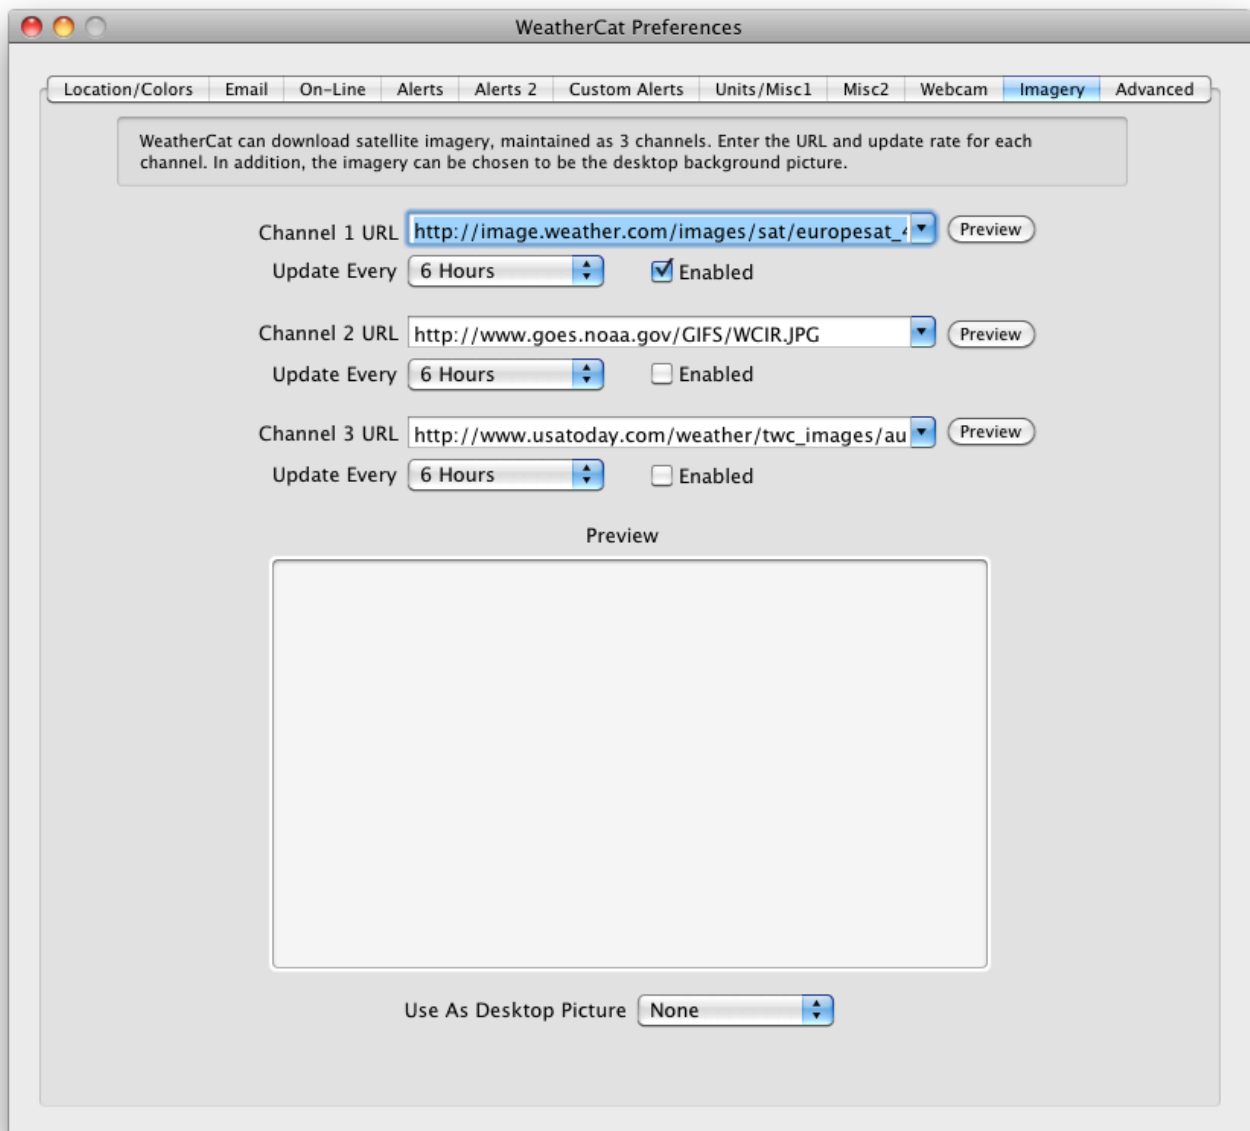 WeatherCat Preferences
Location/Colors Email On-Line Alerts Alerts 2 Custom Alerts Units/Misc1 Misc2 Webcam Imagery Advanced
WeatherCat can download satellite imagery, maintained as 3 channels. Enter the URL and update rate for each
channel. In addition, the imagery can be chosen to be the desktop background picture.
Channel 1 URL http://image.weather.com/images/sat/europesat_ Preview
Update Every 6 Hours Enabled
Channel 2 URL http://www.goes.noaa.gov/GIFS/WCIR.JPG Preview
Update Every 6 Hours Enabled
Channel 3 URL http://www.usatoday.com/weather/twc_images/au Preview
Update Every 6 Hours Enabled
Preview
Use As Desktop Picture None